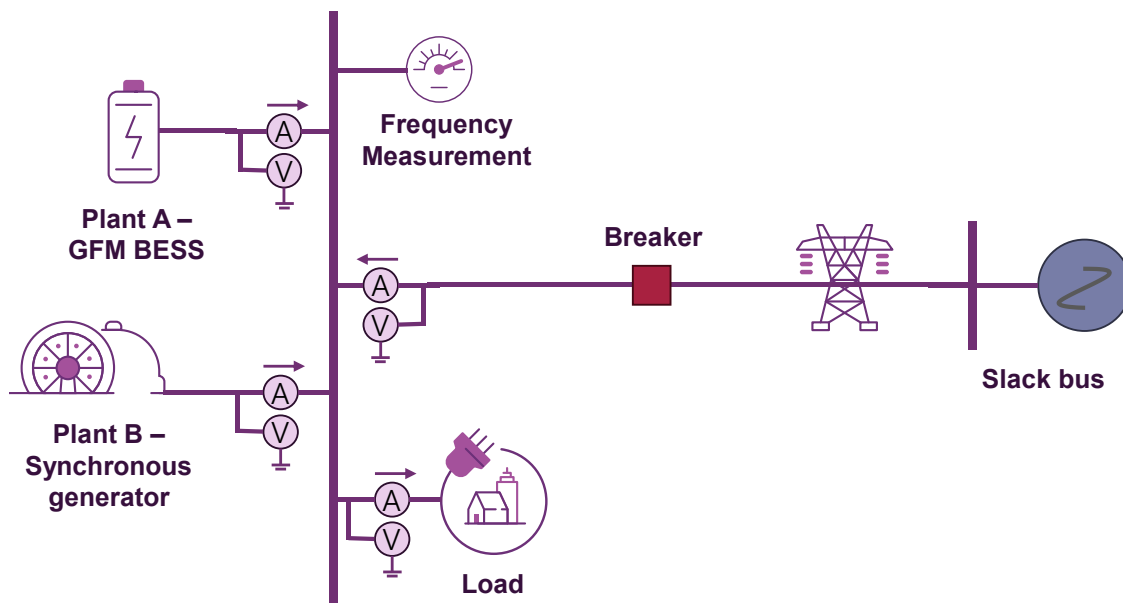 A
V
Frequency
Measurement
Plant A –
GFM BESS
Breaker
A
V
Slack bus
A
V
Plant B –
Synchronous
generator
A
V
Load